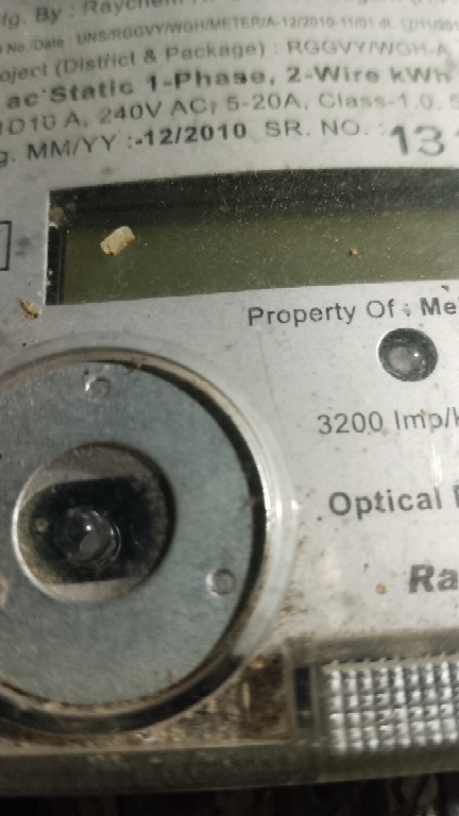 fg. By : Raychem
No./Date : UNS/RGGVY/WGH/METER/A-12/2010-11/01 dt.
oject (District & Package) : RGGVY/WGH-A
ac Static 1-Phase, 2-Wire kWh
10 A, 240V AC, 5-20A, Class-1.0,
g. MM/YY :-12/2010 SR. NO. : 13
Property Of : Me
3200 Imp/k
Optical
Ra